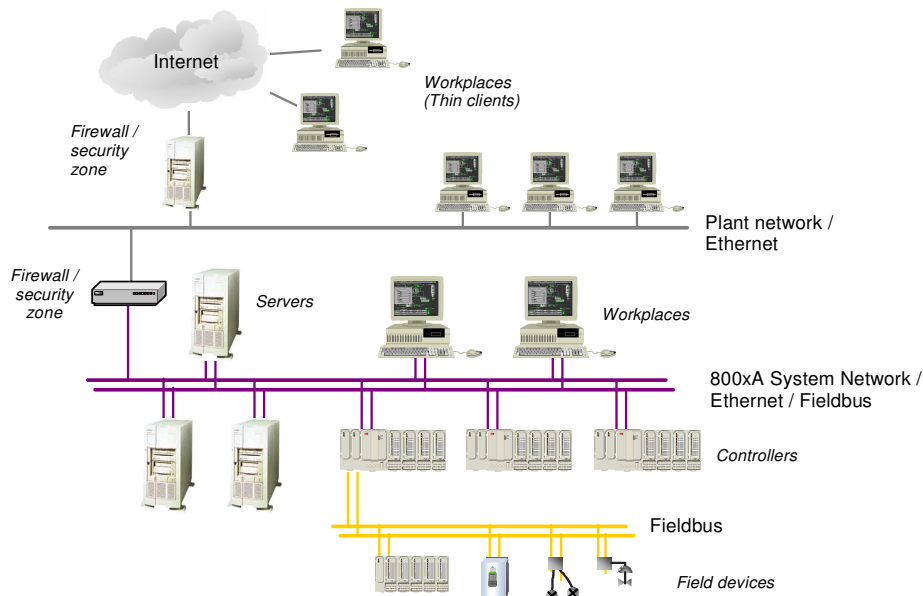 Internet
Workplaces
(Thin clients)
Firewall /
security
zone
Plant network /
Ethernet
Firewall /
security
zone
Servers
Workplaces
800xA System Network /
Ethernet / Fieldbus
Controllers
Fieldbus
Field devices